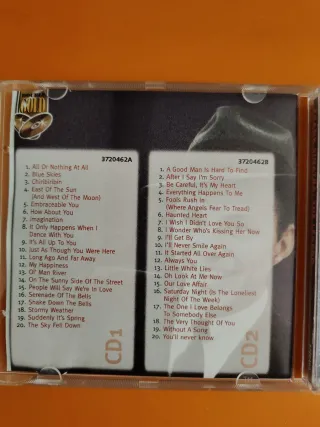 GOLD
3720462A
1. All Or Nothing At All
2. Blue Skies
3. Chiribiribin
4. East Of The Sun
(And West Of The Moon)
5. Embraceable You
6. How About You
7. Imagination
8. It Only Happens When I
Dance With You
9. It's All Up To You
10. Just As Though You Were Here
11. Long Ago And Far Away
12. My Happiness
13. Ol' Man River
14. On The Sunny Side Of The Street
15. People Will Say We're In Love
16. Serenade Of The Bells
17. Shake Down The Bells
18. Stormy Weather
19. Suddenly It's Spring
20. The Sky Fell Down
CD1
3720462B
1. A Good Man Is Hard To Find
2. After I Say I'm Sorry
3. Be Careful, It's My Heart
4. Everything Happens To Me
5. Fools Rush In
(Where Angels Fear To Tread)
6. Haunted Heart
7. I Wish I Didn't Love You So
8. I Wonder Who's Kissing Her Now
9. I'll Get By
10. I'll Never Smile Again
11. It Started All Over Again
12. Always You
13. Little White Lies
14. Oh Look At Me Now
15. Our Love Affair
16. Saturday Night (Is The Loneliest
Night Of The Week)
17. The One I Love Belongs
To Somebody Else
18. The Very Thought Of You
19. Without A Song
20. You'll never know
CD2